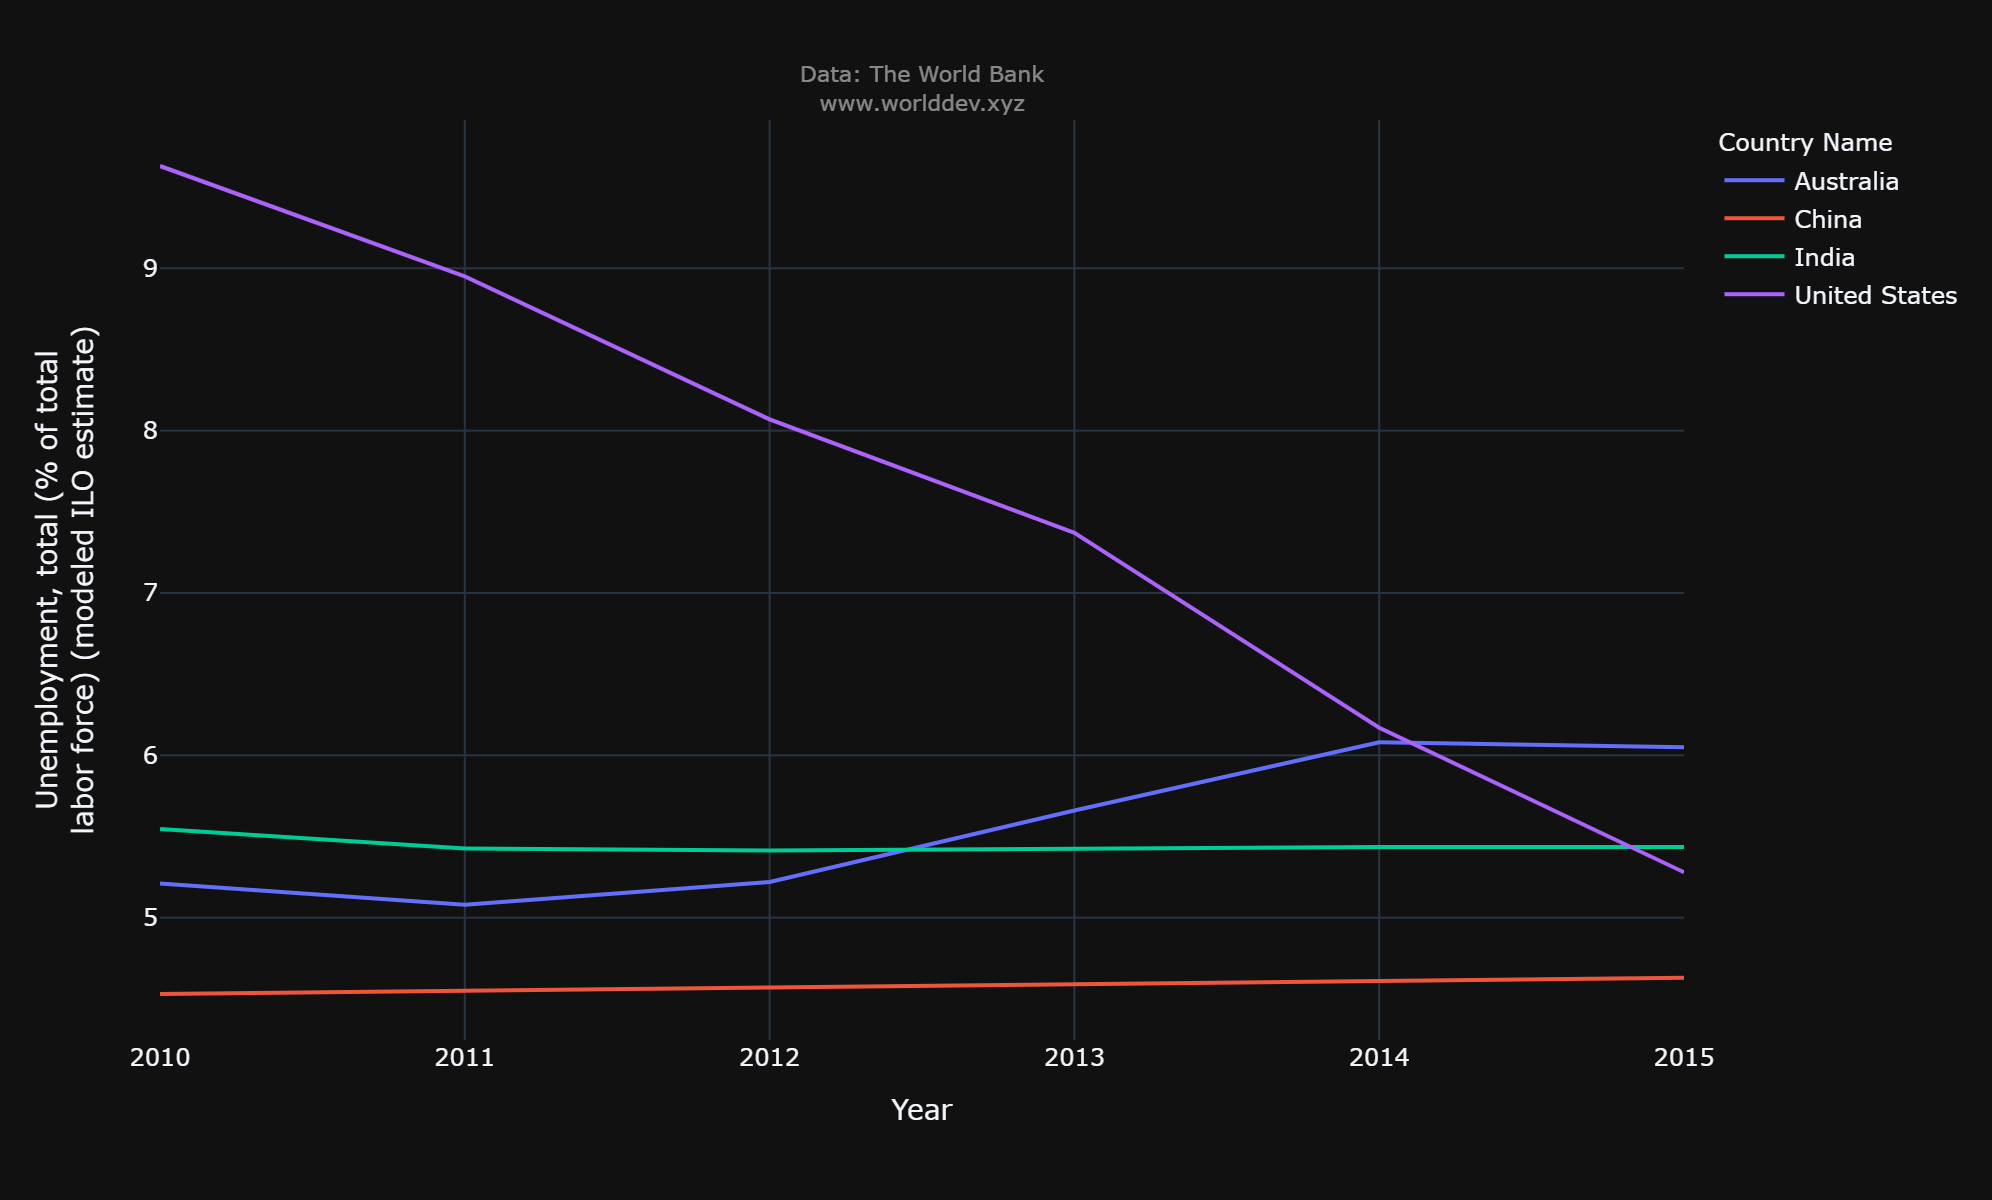 Data: The World Bank
www.worlddev.xyz
Country Name
Australia
China
India
United States
Unemployment, total (% of total
labor force) (modeled ILO estimate)
9
8
7
6
5
2010
2011
2012
2013
2014
2015
Year